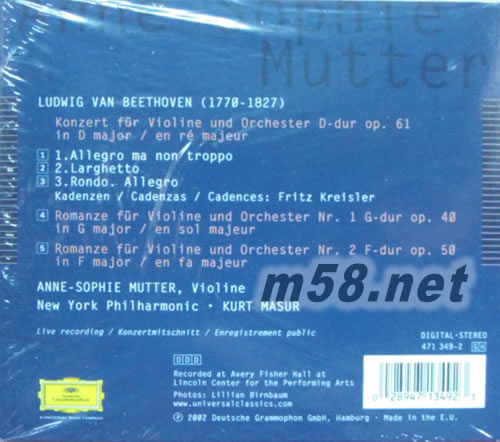 Anne-Sophie
Mutter
LUDWIG VAN BEETHOVEN (1770-1827)
Konzert für Violine und Orchester D-dur op. 61
in D major / en ré majeur
1 1.Allegro ma non troppo
2 2.Larghetto
3 3.Rondo. Allegro
Kadenzen / Cadenzas / Cadences: Fritz Kreisler
4 Romanze für Violine und Orchester Nr. 1 G-dur op. 40
in G major / en sol majeur
5 Romanze für Violine und Orchester Nr. 2 F-dur op. 50
in F major / en fa majeur
m58.net
ANNE-SOPHIE MUTTER, Violine
New York Philharmonic · KURT MASUR
Live recording / Konzertmitschnitt / Enregistrement public
DIGITAL-STEREO
471 349-2 GH
DDD
Recorded at Avery Fisher Hall at
Lincoln Center for the Performing Arts
Photos: Lillian Birnbaum
www.universalclassics.com
Deutsche
Grammophon
℗ 2002 Deutsche Grammophon GmbH, Hamburg · Made in the E.U.
0 28947 13492 1